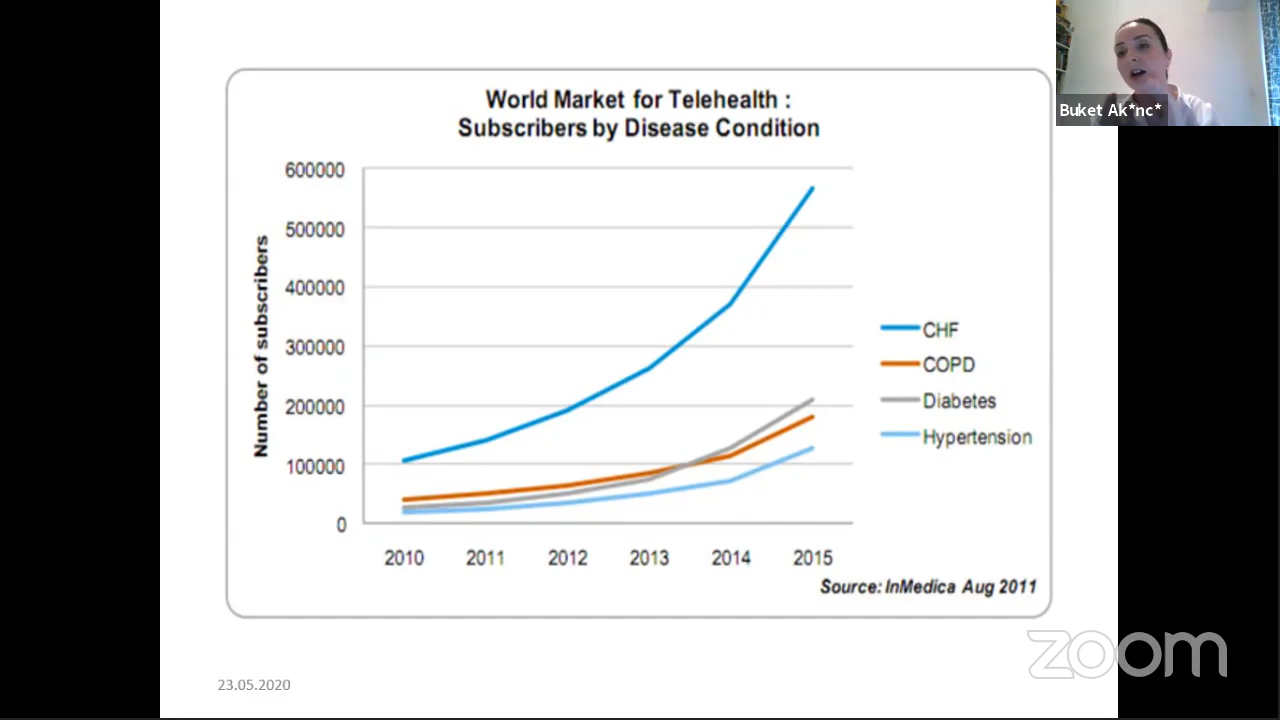 World Market for Telehealth :
Subscribers by Disease Condition
Buket Ak*nc*
Number of subscribers
600000
500000
400000
300000
200000
100000
0
2010 2011 2012 2013 2014 2015
CHF
COPD
Diabetes
Hypertension
Source: InMedica Aug 2011
zoom
23.05.2020